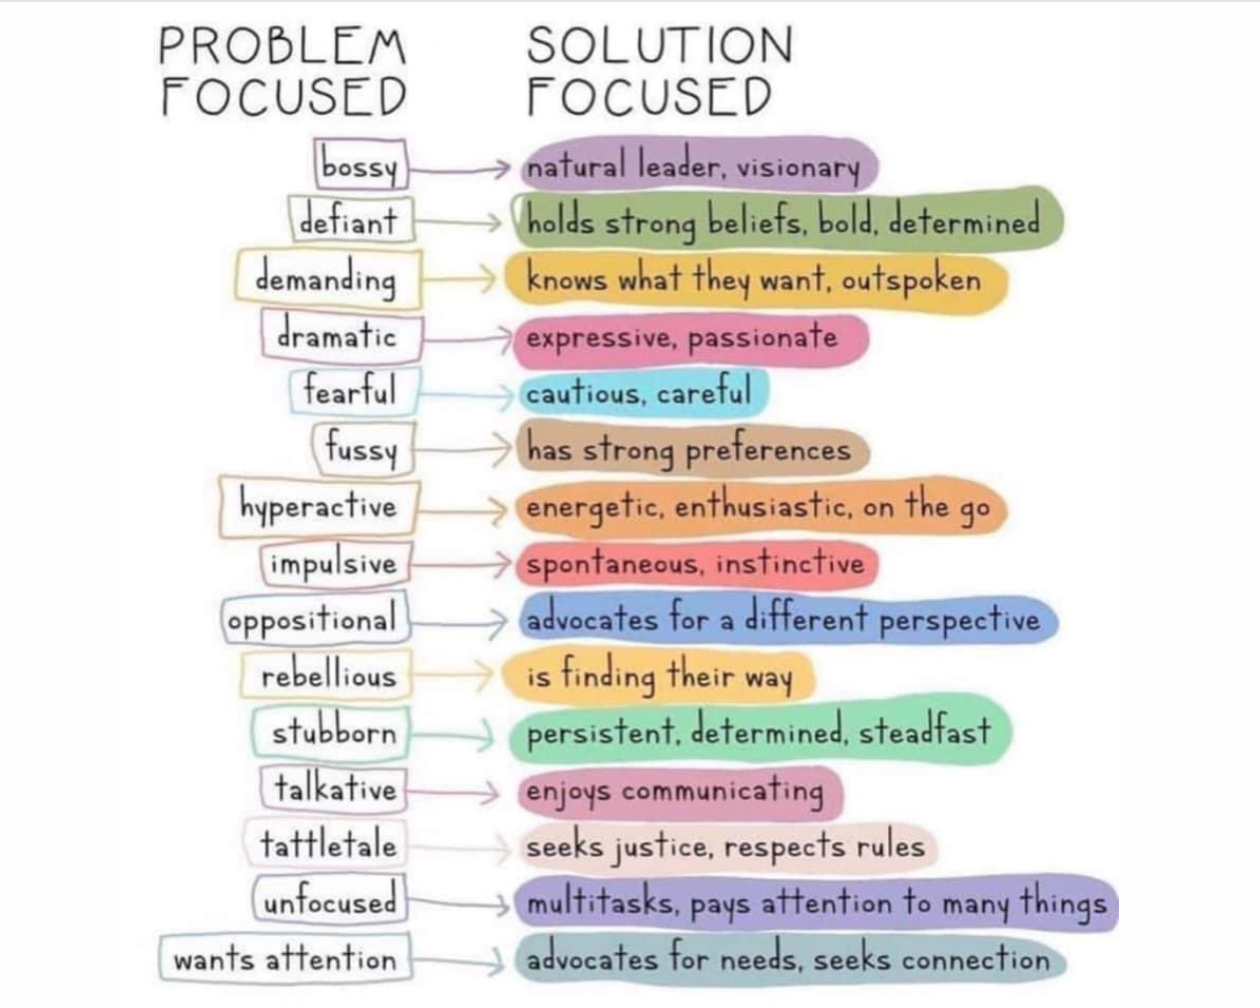 PROBLEM FOCUSED
SOLUTION FOCUSED
bossy natural leader, visionary
defiant holds strong beliefs, bold, determined
demanding knows what they want, outspoken
dramatic expressive, passionate
fearful cautious, careful
fussy has strong preferences
hyperactive energetic, enthusiastic, on the go
impulsive spontaneous, instinctive
oppositional advocates for a different perspective
rebellious is finding their way
stubborn persistent, determined, steadfast
talkative enjoys communicating
tattletale seeks justice, respects rules
unfocused multitasks, pays attention to many things
wants attention advocates for needs, seeks connection